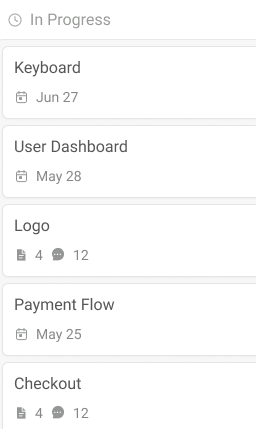 In Progress
Keyboard
Jun 27
User Dashboard
May 28
Logo
4 12
Payment Flow
May 25
Checkout
4 12